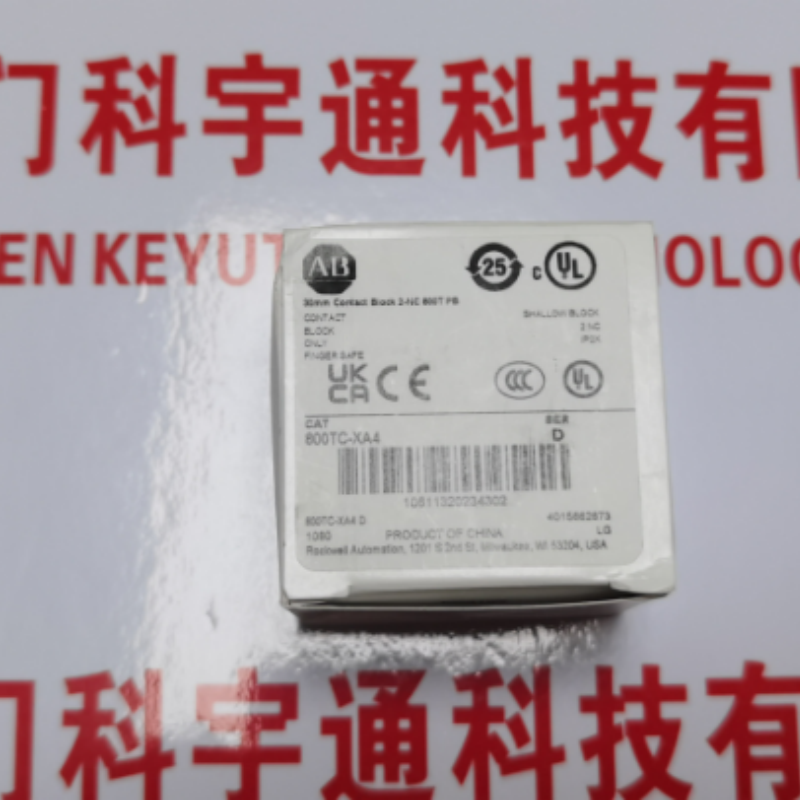 门科宇通科技有
EN KEYUT
OLO
AB
25
c UL
30mm Contact Block 2-NC 800T PB
CONTACT
BLOCK
ONLY
FINGER SAFE
SHALLOW BLOCK
2 NC
IP2X
UK
CA CE
CCC
UL
CAT
800TC-XA4
SER
D
10611320234302
800TC-XA4 D
4015662673
1080
PRODUCT OF CHINA
LG
Rockwell Automation, 1201 S 2nd St, Milwaukee, WI 53204, USA
门科宇通科技有